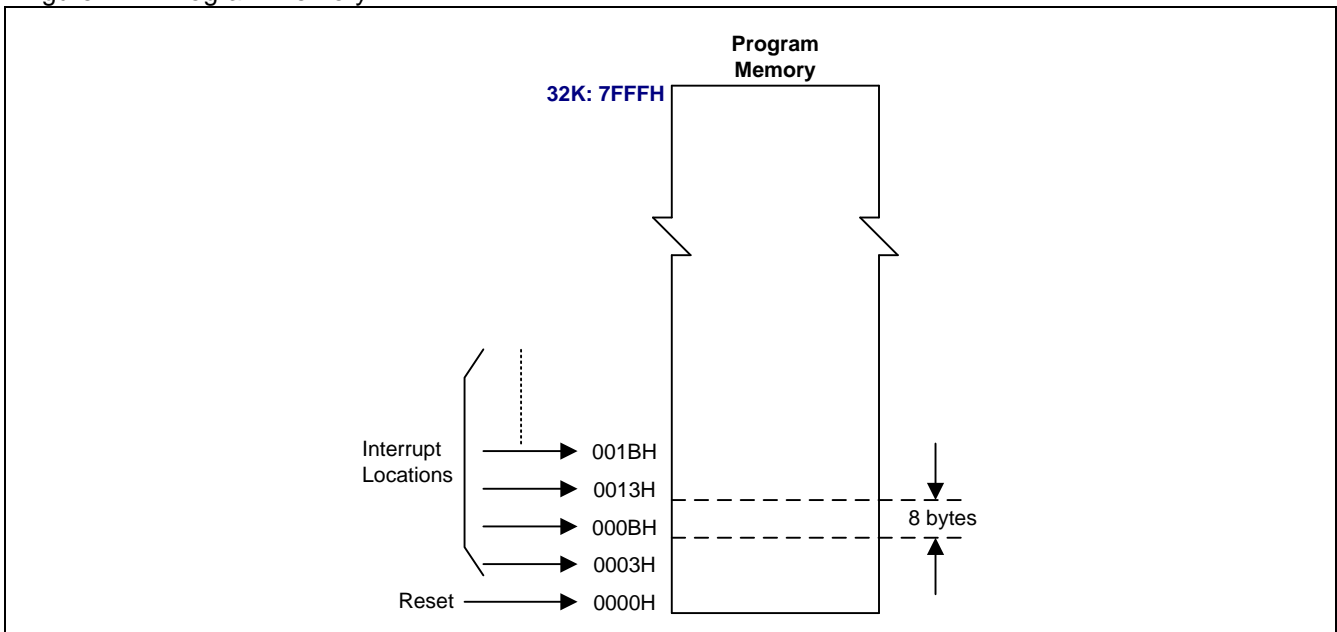 Program
Memory
32K: 7FFFH
Interrupt
Locations
001BH
0013H
000BH
0003H
Reset
0000H
8 bytes